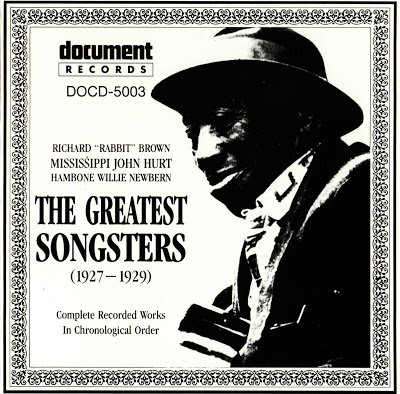 document
RECORDS
DOCD-5003
RICHARD "RABBIT" BROWN
MISSISSIPPI JOHN HURT
HAMBONE WILLIE NEWBERN
THE GREATEST
SONGSTERS
(1927-1929)
Complete Recorded Works
In Chronological Order